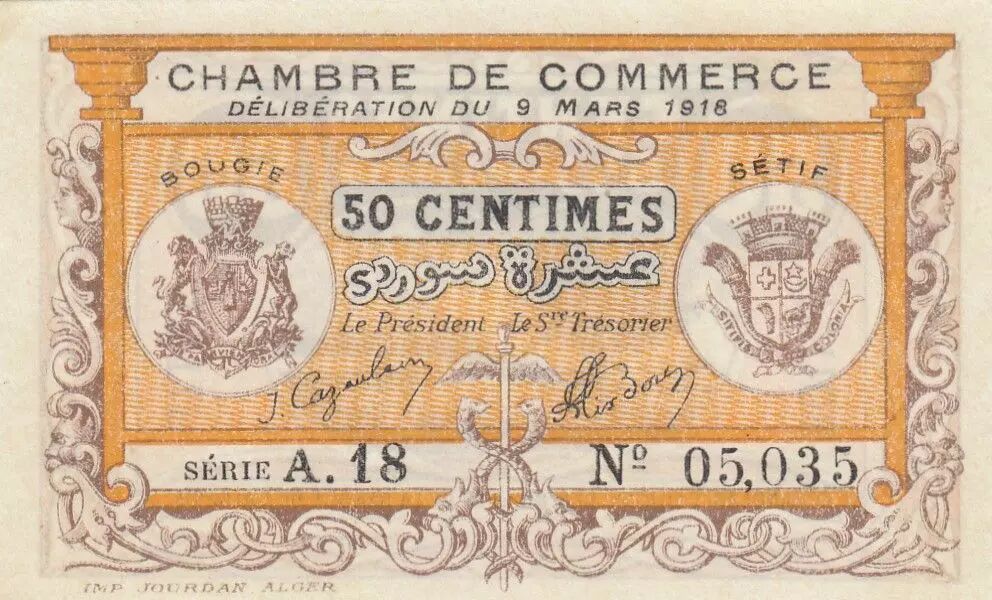 CHAMBRE DE COMMERCE
DÉLIBÉRATION DU 9 MARS 1918
BOUGIE
SÉTIF
50 CENTIMES
عشرة سوردي
Le Président Le Sre Trésorier
J. Cazaubon
SÉRIE A.18 No 05,035
IMP JOURDAN ALGER